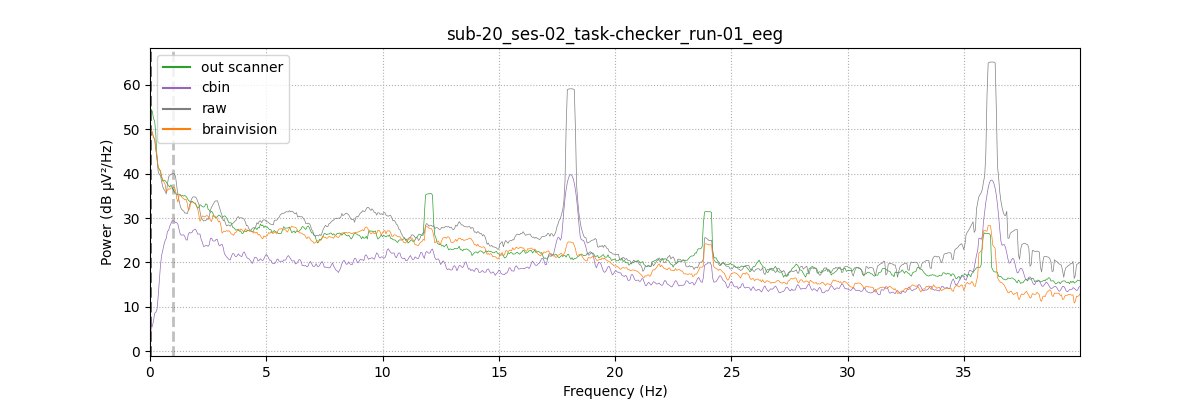 sub-20_ses-02_task-checker_run-01_eeg
out scanner
cbin
raw
brainvision
Power (dB µV²/Hz)
60
50
40
30
20
10
0
0 5 10 15 20 25 30 35
Frequency (Hz)